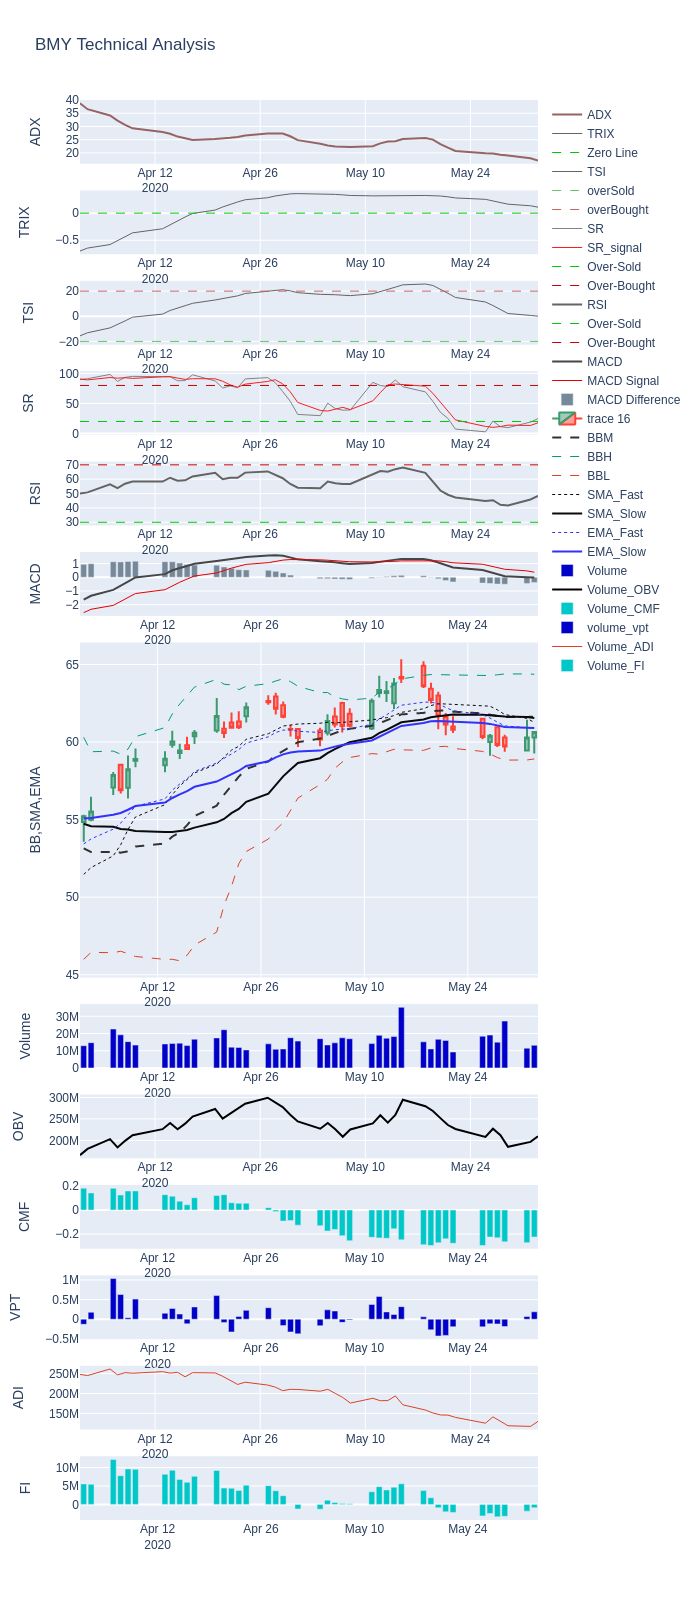 BMY Technical Analysis
ADX
40
35
30
25
20
Apr 12
2020
Apr 26
May 10
May 24
TRIX
0
−0.5
Apr 12
2020
Apr 26
May 10
May 24
TSI
20
0
−20
Apr 12
2020
Apr 26
May 10
May 24
SR
100
50
0
Apr 12
2020
Apr 26
May 10
May 24
RSI
70
60
50
40
30
Apr 12
2020
Apr 26
May 10
May 24
MACD
1
0
−1
−2
Apr 12
2020
Apr 26
May 10
May 24
BB,SMA,EMA
65
60
55
50
45
Apr 12
2020
Apr 26
May 10
May 24
Volume
30M
20M
10M
0
Apr 12
2020
Apr 26
May 10
May 24
OBV
300M
250M
200M
Apr 12
2020
Apr 26
May 10
May 24
CMF
0.2
0
−0.2
Apr 12
2020
Apr 26
May 10
May 24
VPT
1M
0.5M
0
−0.5M
Apr 12
2020
Apr 26
May 10
May 24
ADI
250M
200M
150M
Apr 12
2020
Apr 26
May 10
May 24
FI
10M
5M
0
Apr 12
2020
Apr 26
May 10
May 24
ADX
TRIX
Zero Line
TSI
overSold
overBought
SR
SR_signal
Over-Sold
Over-Bought
RSI
Over-Sold
Over-Bought
MACD
MACD Signal
MACD Difference
trace 16
BBM
BBH
BBL
SMA_Fast
SMA_Slow
EMA_Fast
EMA_Slow
Volume
Volume_OBV
Volume_CMF
volume_vpt
Volume_ADI
Volume_FI